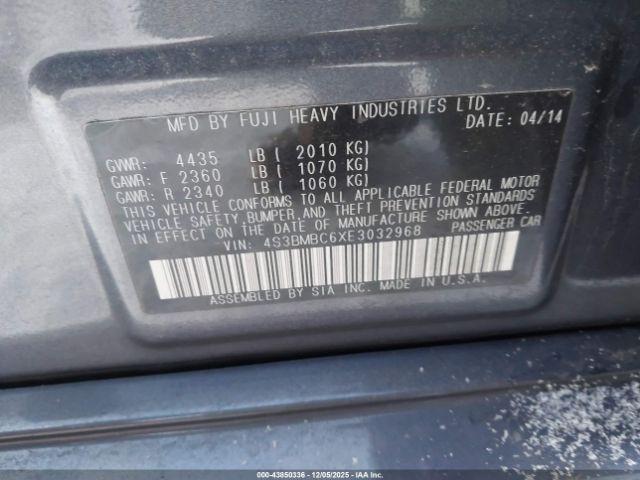 MFD BY FUJI HEAVY INDUSTRIES LTD.
DATE: 04/14
GVWR: 4435 LB ( 2010 KG)
GAWR: F 2360 LB ( 1070 KG)
GAWR: R 2340 LB ( 1060 KG)
THIS VEHICLE CONFORMS TO ALL APPLICABLE FEDERAL MOTOR
VEHICLE SAFETY, BUMPER, AND THEFT PREVENTION STANDARDS
IN EFFECT ON THE DATE OF MANUFACTURE SHOWN ABOVE.
VIN: 4S3BMBC6XE3032968 PASSENGER CAR
ASSEMBLED BY SIA INC. MADE IN U.S.A.
00-43850336 - 12/05/2025 - IAAI.com